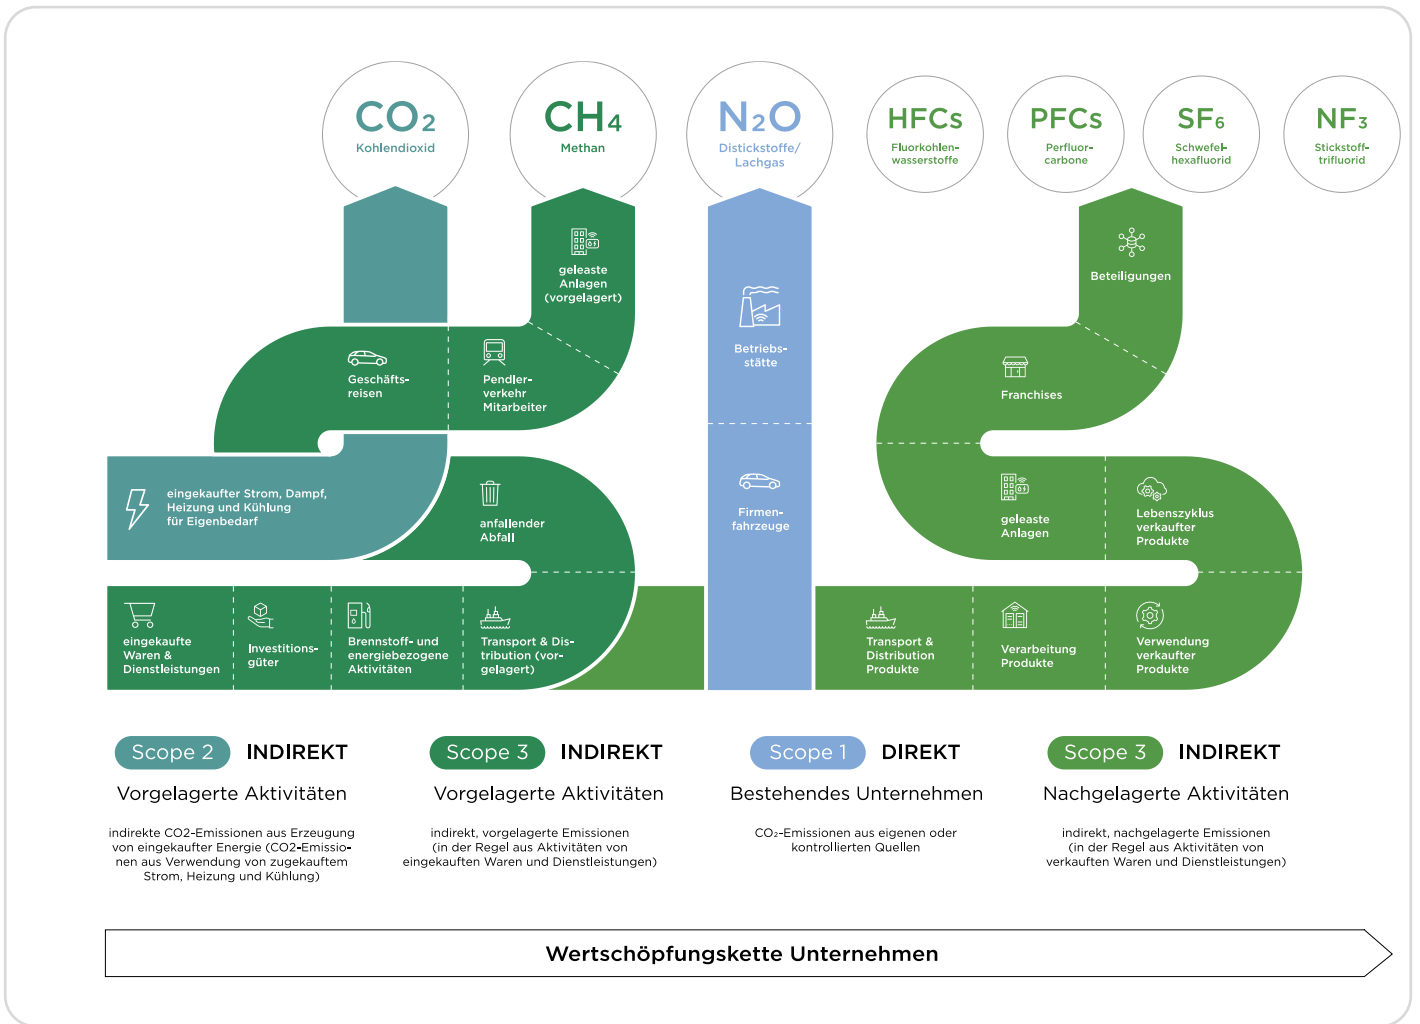 CO₂
Kohlendioxid
CH₄
Methan
N₂O
Distickstoffe/
Lachgas
HFCs
Fluorkohlen-
wasserstoffe
PFCs
Perfluor-
carbone
SF₆
Schwefel-
hexafluorid
NF₃
Stickstoff-
trifluorid
geleaste
Anlagen
(vorgelagert)
Beteiligungen
Geschäfts-
reisen
Pendler-
verkehr
Mitarbeiter
Betriebs-
stätte
Franchises
eingekaufter Strom, Dampf,
Heizung und Kühlung
für Eigenbedarf
anfallender
Abfall
Firmen-
fahrzeuge
geleaste
Anlagen
Lebenszyklus
verkaufter
Produkte
eingekaufte
Waren &
Dienstleistungen
Investitions-
güter
Brennstoff- und
energiebezogene
Aktivitäten
Transport & Dis-
tribution (vor-
gelagert)
Transport &
Distribution
Produkte
Verarbeitung
Produkte
Verwendung
verkaufter
Produkte
Scope 2 INDIREKT
Vorgelagerte Aktivitäten
indirekte CO2-Emissionen aus Erzeugung
von eingekaufter Energie (CO2-Emissio-
nen aus Verwendung von zugekauftem
Strom, Heizung und Kühlung)
Scope 3 INDIREKT
Vorgelagerte Aktivitäten
indirekt, vorgelagerte Emissionen
(in der Regel aus Aktivitäten von
eingekauften Waren und Dienstleistungen)
Scope 1 DIREKT
Bestehendes Unternehmen
CO₂-Emissionen aus eigenen oder
kontrollierten Quellen
Scope 3 INDIREKT
Nachgelagerte Aktivitäten
indirekt, nachgelagerte Emissionen
(in der Regel aus Aktivitäten von
verkauften Waren und Dienstleistungen)
Wertschöpfungskette Unternehmen